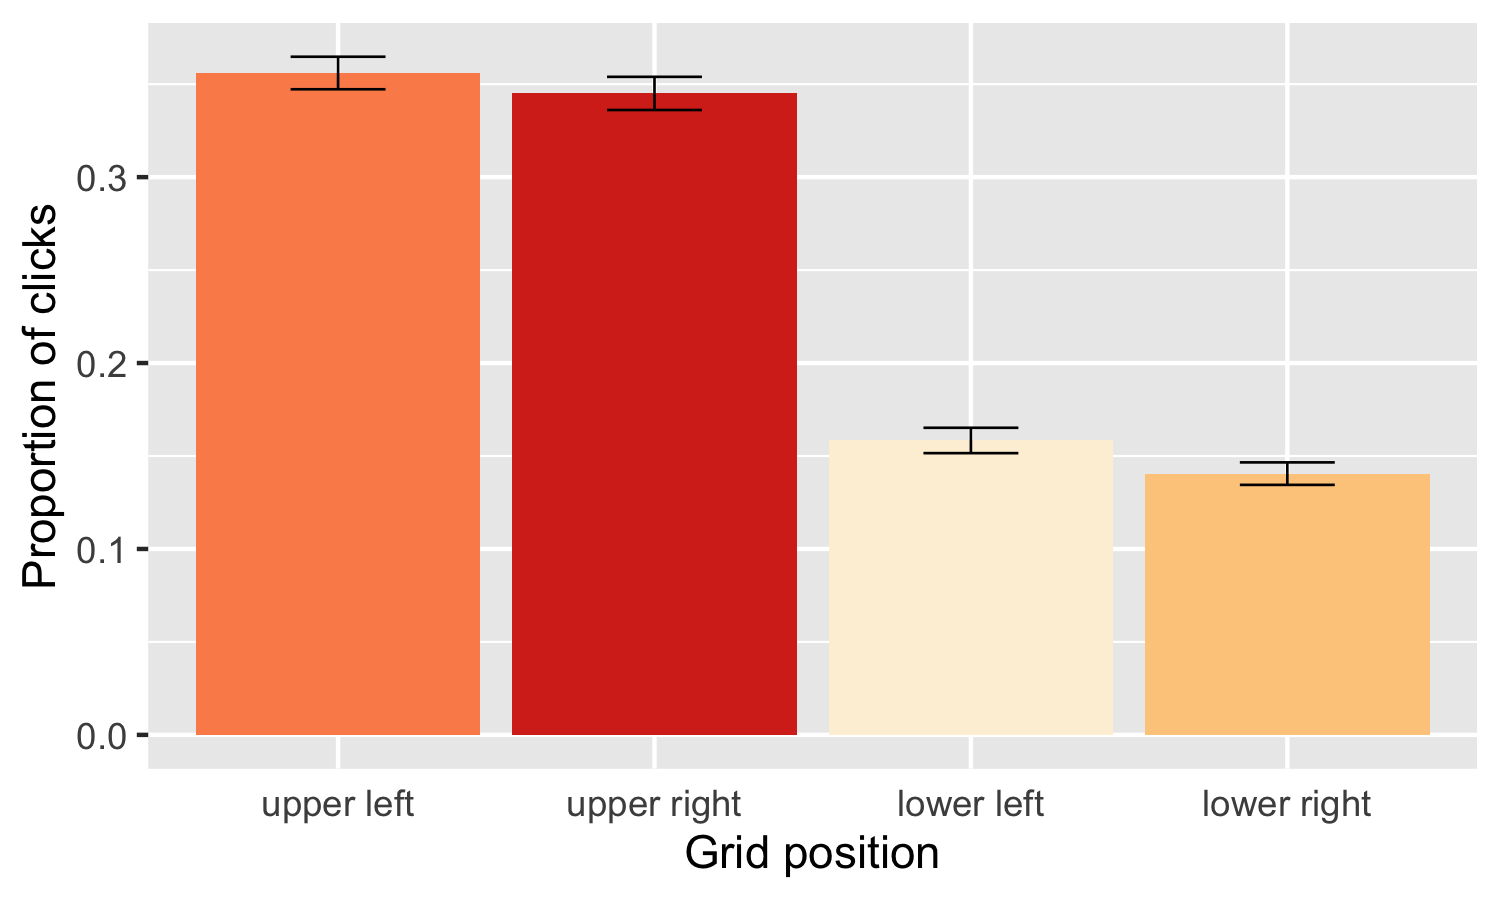 Proportion of clicks
0.3
0.2
0.1
0.0
upper left
upper right
lower left
lower right
Grid position